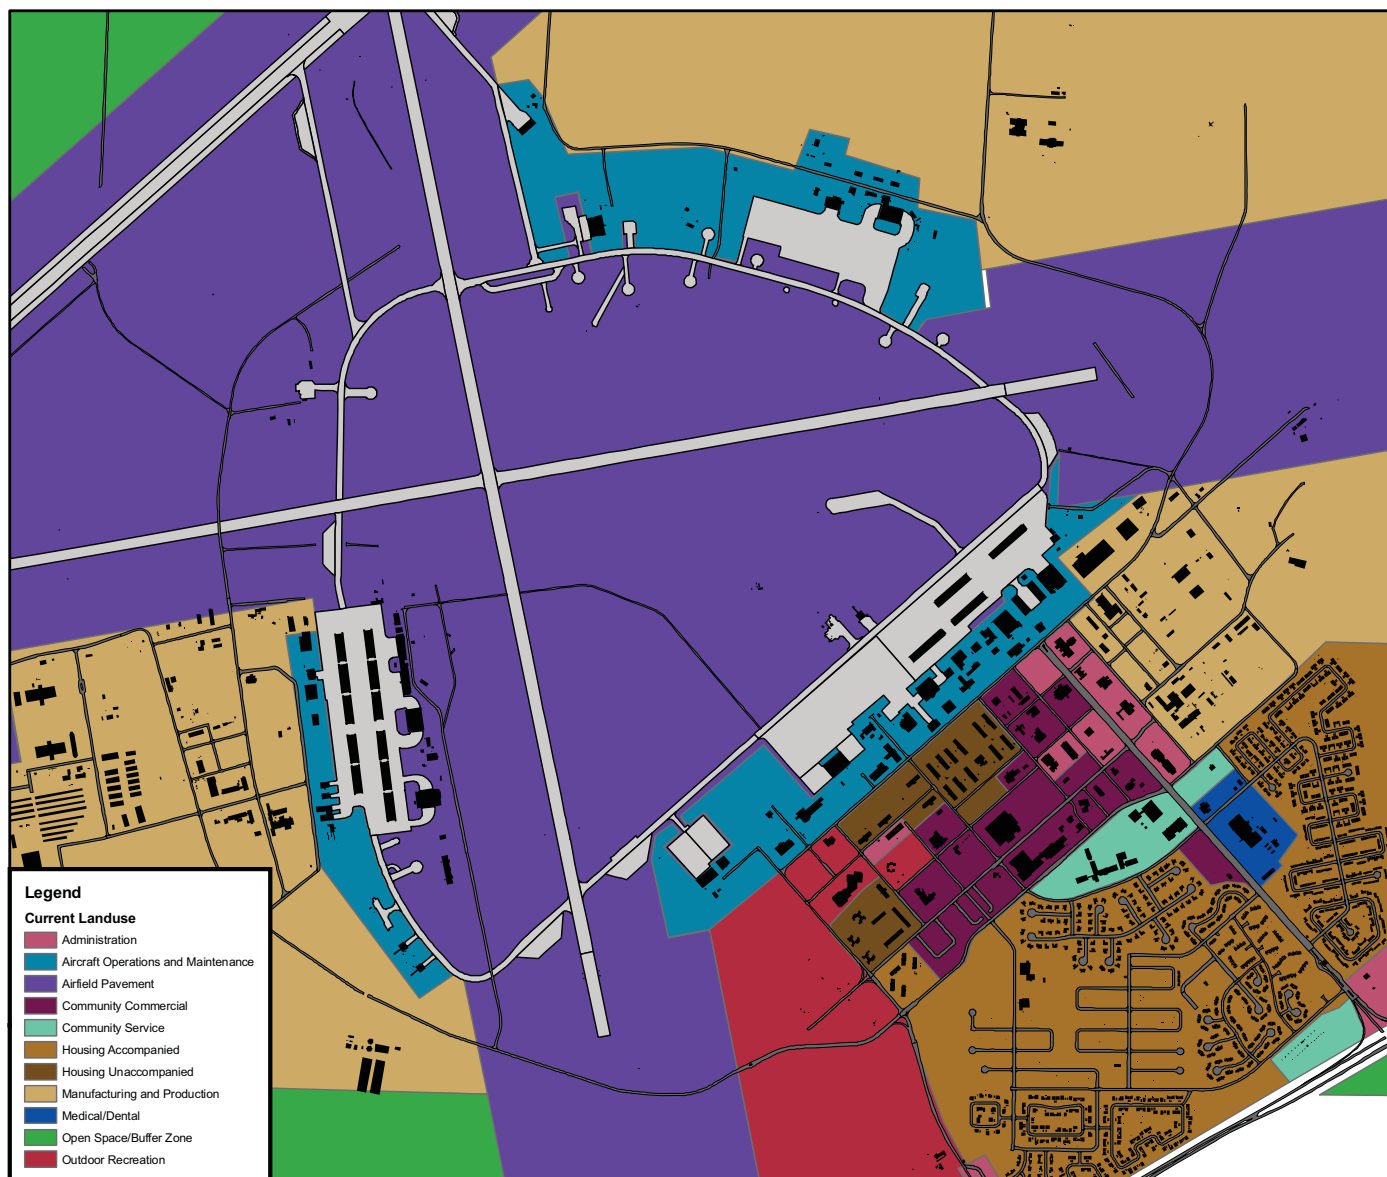 Legend
Current Landuse
Administration
Aircraft Operations and Maintenance
Airfield Pavement
Community Commercial
Community Service
Housing Accompanied
Housing Unaccompanied
Manufacturing and Production
Medical/Dental
Open Space/Buffer Zone
Outdoor Recreation